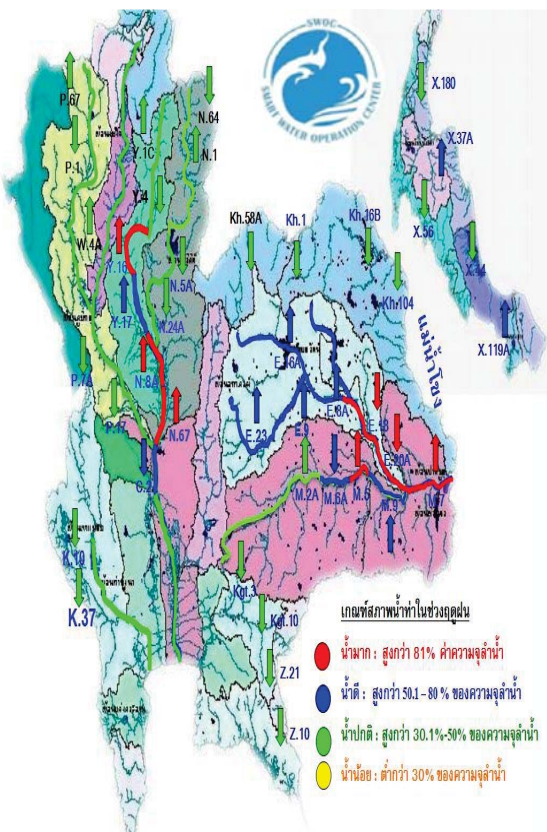 SWOC
SMART WATER OPERATION CENTER
P.67
N.64
X.180
P.1
Y.1C
N.1
X.37A
Y.4
Kh.58A
Kh.1
Kh.16B
W.4A
X.56
Y.16
N.5A
Kh.104
X.44
Y.17
แม่น้ำโขง
X.119A
E.16A
P.7A
N.8A
E.8A
P.17
N.67
E.23
E.9
E.18
E.20A
C.2
M.2A
M.6A
M.5
M.9
M.7
K.10
K.37
Kgt.3
Kgt.10
Z.21
Z.10
เกณฑ์สภาพน้ำท่าในช่วงฤดูฝน
น้ำมาก : สูงกว่า 81% ค่าความจุลำน้ำ
น้ำดี : สูงกว่า 50.1 – 80 % ของความจุลำน้ำ
น้ำปกติ : สูงกว่า 30.1%-50% ของความจุลำน้ำ
น้ำน้อย : ต่ำกว่า 30% ของความจุลำน้ำ